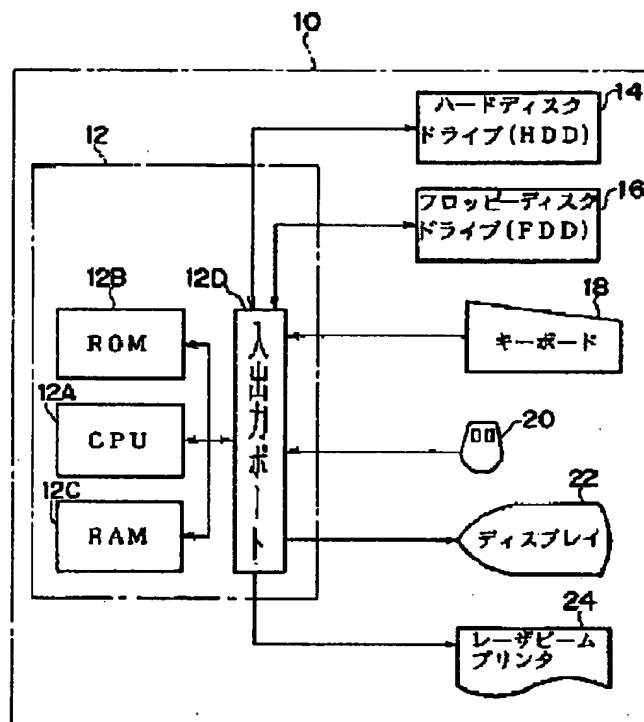 10
14
ハードディスク
ドライブ(HDD)
12
16
フロッピーディスク
ドライブ(FDD)
12B
12D
18
ROM
キーボード
12A
CPU
入出力ポート
20
12C
22
RAM
ディスプレイ
24
レーザビーム
プリンタ